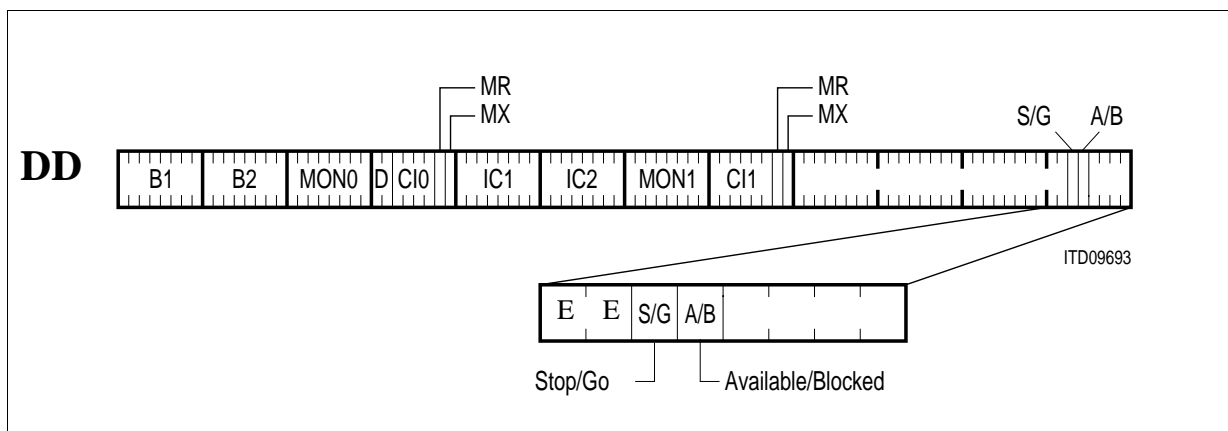 MR MR
MX MX S/G A/B
DD B1 B2 MON0 D CI0 IC1 IC2 MON1 CI1
ITD09693
E E S/G A/B
Stop/Go Available/Blocked